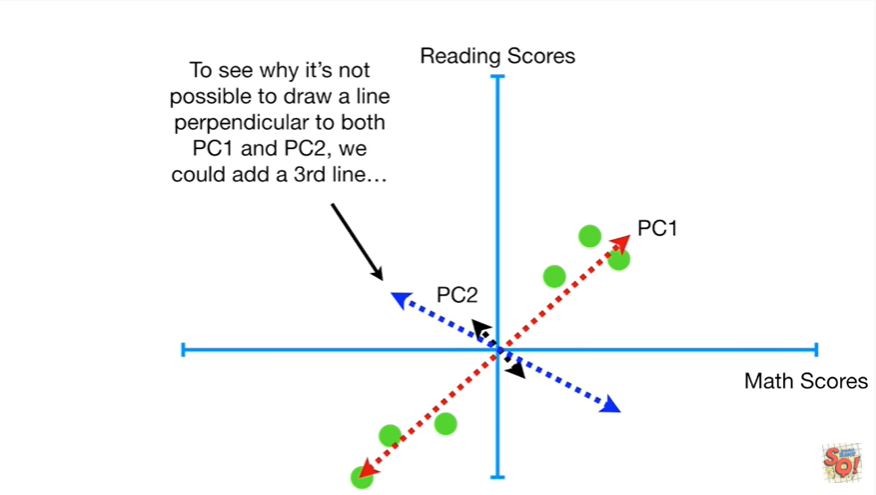 Reading Scores
To see why it’s not
possible to draw a line
perpendicular to both
PC1 and PC2, we
could add a 3rd line…
PC1
PC2
Math Scores
SQ!